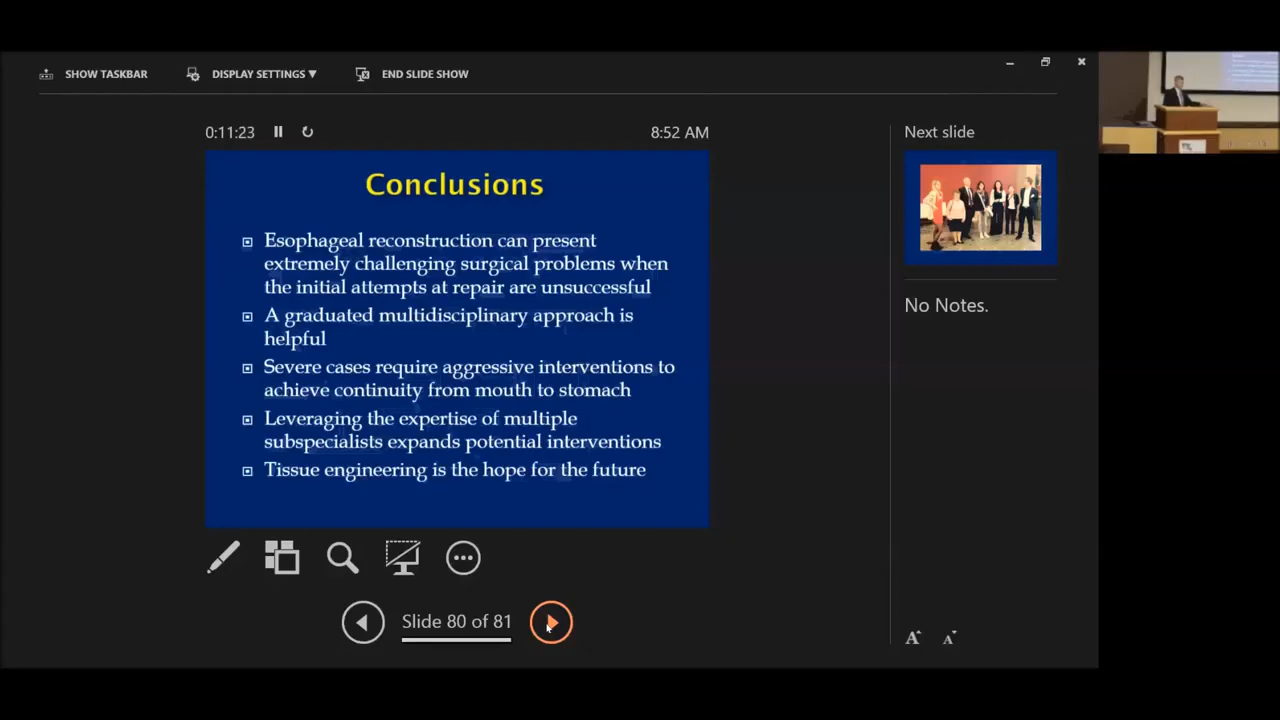 SHOW TASKBAR
DISPLAY SETTINGS ▼
END SLIDE SHOW
0:11:23
8:52 AM
Conclusions
Esophageal reconstruction can present
extremely challenging surgical problems when
the initial attempts at repair are unsuccessful
A graduated multidisciplinary approach is
helpful
Severe cases require aggressive interventions to
achieve continuity from mouth to stomach
Leveraging the expertise of multiple
subspecialists expands potential interventions
Tissue engineering is the hope for the future
Slide 80 of 81
Next slide
No Notes.
A A